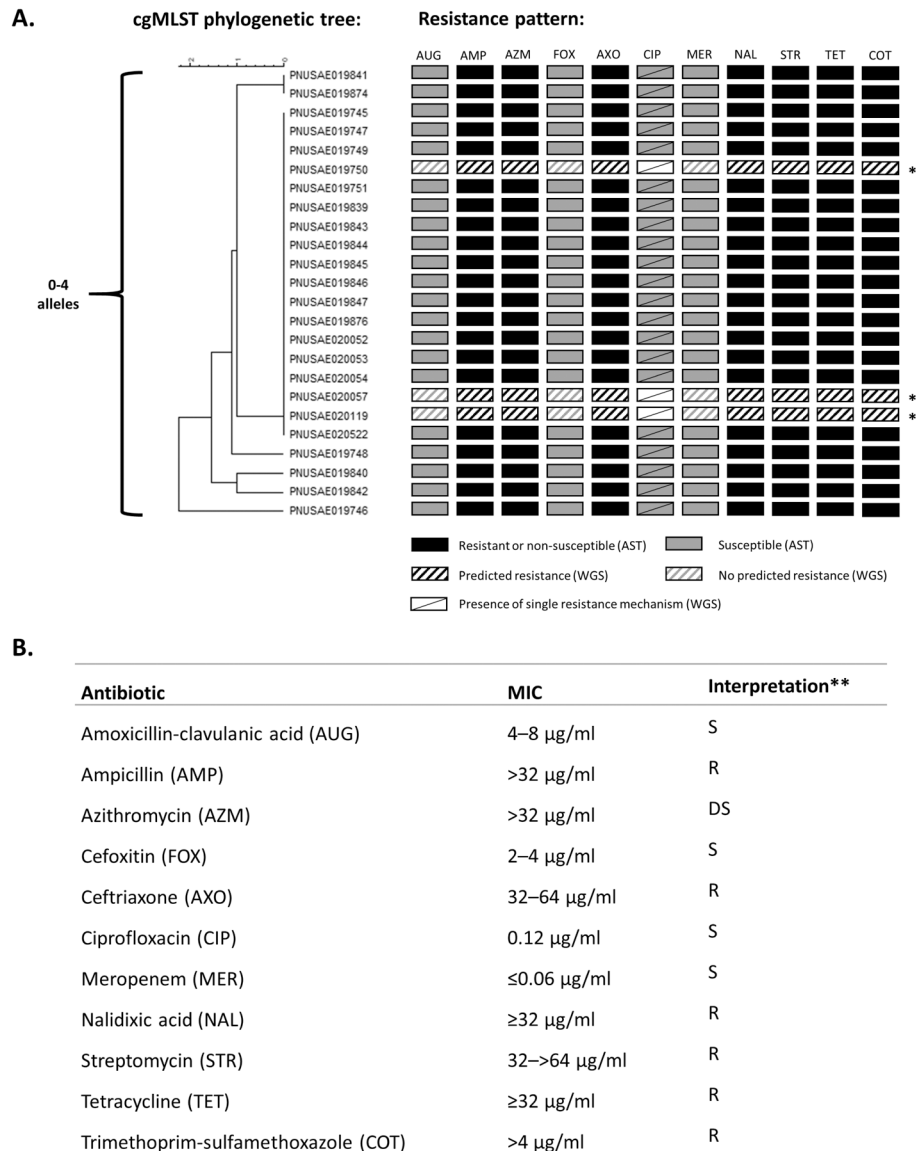 A.
cgMLST phylogenetic tree:
Resistance pattern:
2 1 0
AUG AMP AZM FOX AXO CIP MER NAL STR TET COT
0-4
alleles
PNUSAE019841
PNUSAE019874
PNUSAE019745
PNUSAE019747
PNUSAE019749
PNUSAE019750 *
PNUSAE019751
PNUSAE019839
PNUSAE019843
PNUSAE019844
PNUSAE019845
PNUSAE019846
PNUSAE019847
PNUSAE019876
PNUSAE020052
PNUSAE020053
PNUSAE020054
PNUSAE020057 *
PNUSAE020119 *
PNUSAE020522
PNUSAE019748
PNUSAE019840
PNUSAE019842
PNUSAE019746
Resistant or non-susceptible (AST) Susceptible (AST)
Predicted resistance (WGS) No predicted resistance (WGS)
Presence of single resistance mechanism (WGS)
B.
Antibiotic MIC Interpretation**
Amoxicillin-clavulanic acid (AUG) 4–8 µg/ml S
Ampicillin (AMP) >32 µg/ml R
Azithromycin (AZM) >32 µg/ml DS
Cefoxitin (FOX) 2–4 µg/ml S
Ceftriaxone (AXO) 32–64 µg/ml R
Ciprofloxacin (CIP) 0.12 µg/ml S
Meropenem (MER) ≤0.06 µg/ml S
Nalidixic acid (NAL) ≥32 µg/ml R
Streptomycin (STR) 32–>64 µg/ml R
Tetracycline (TET) ≥32 µg/ml R
Trimethoprim-sulfamethoxazole (COT) >4 µg/ml R